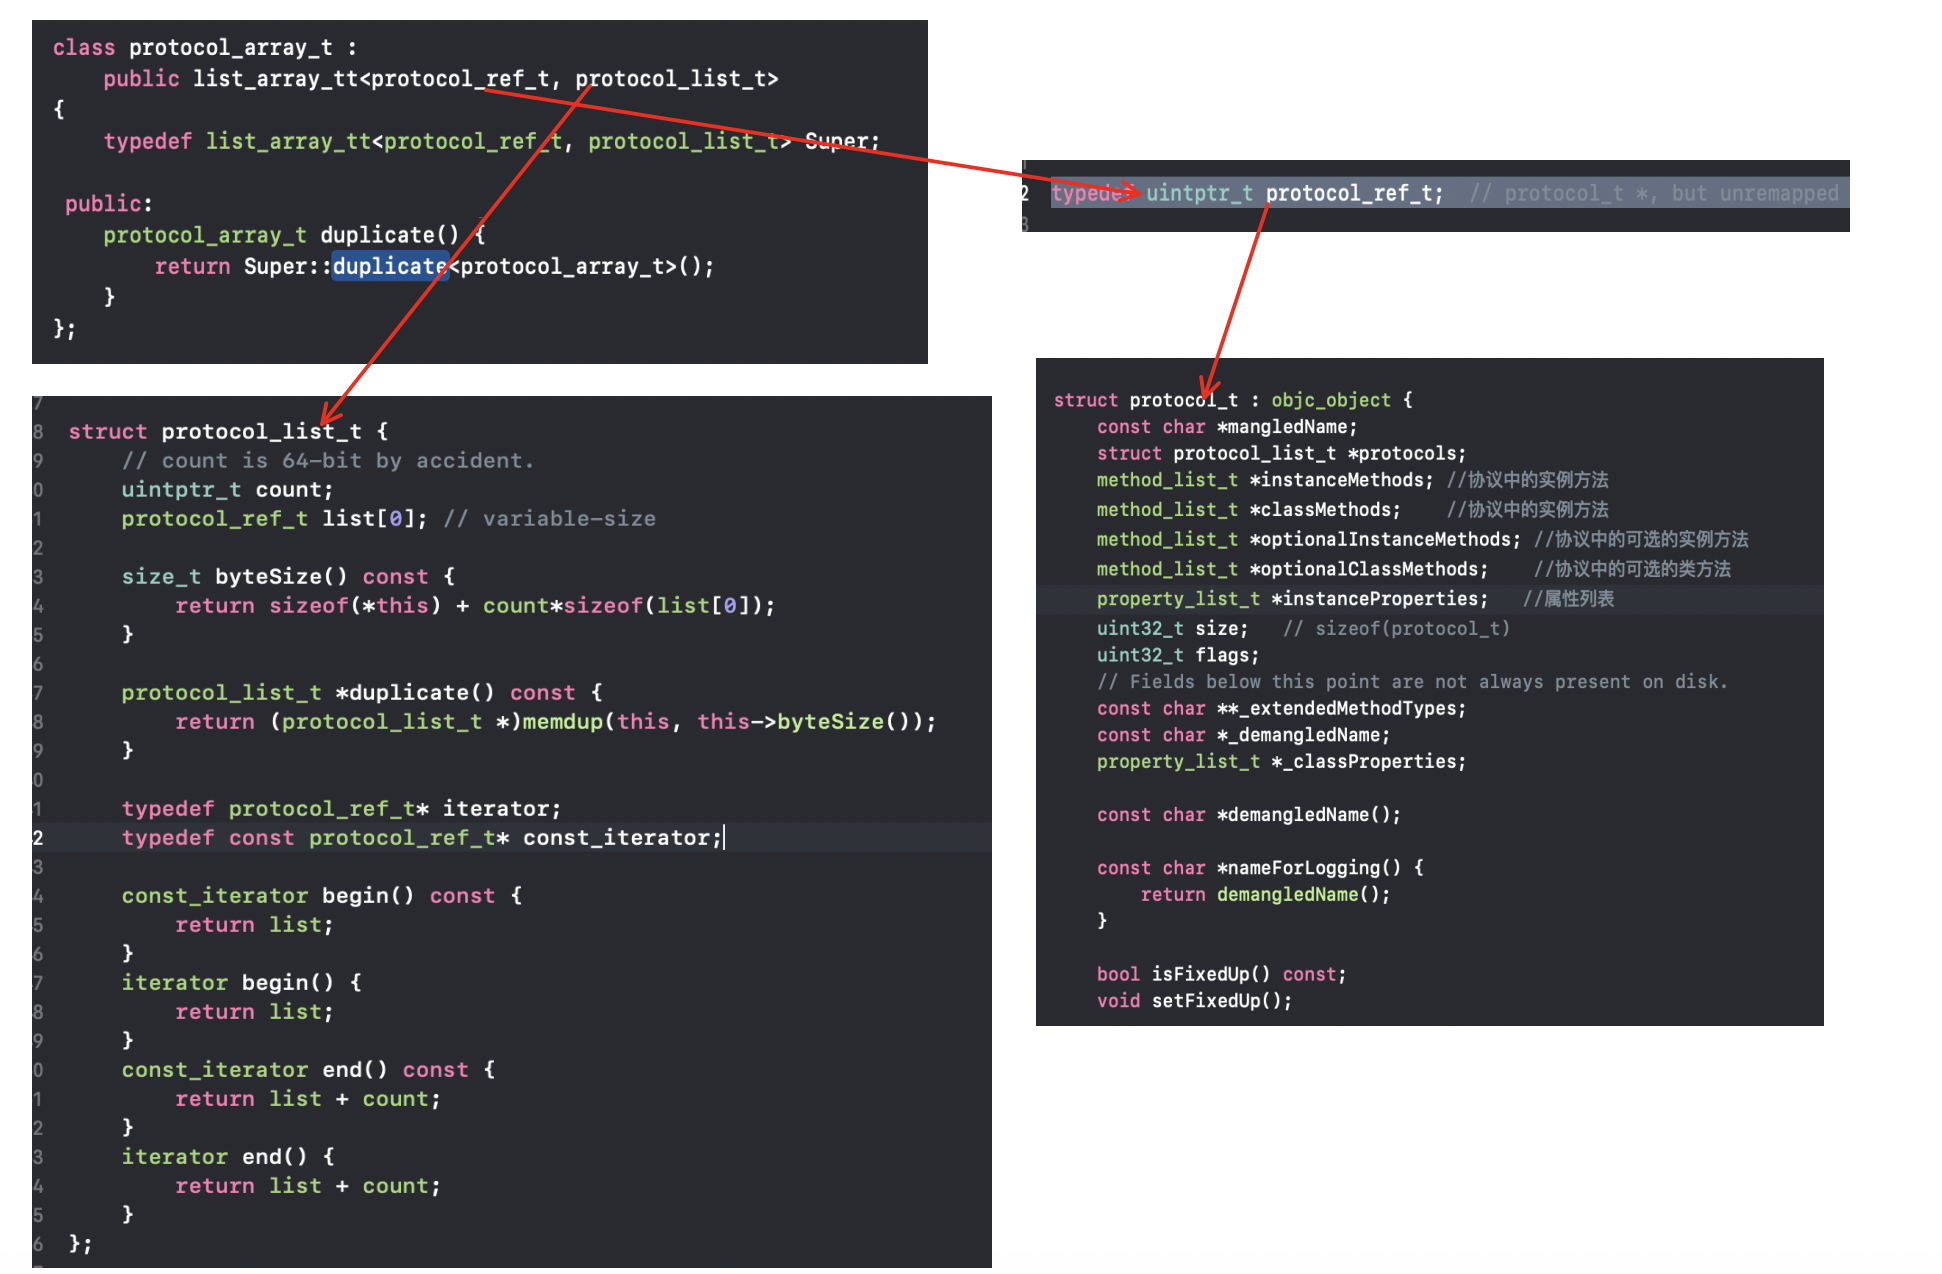 class protocol_array_t :
    public list_array_tt<protocol_ref_t, protocol_list_t>
{
    typedef list_array_tt<protocol_ref_t, protocol_list_t> Super;
 public:
    protocol_array_t duplicate() {
        return Super::duplicate<protocol_array_t>();
    }
};
2 typedef uintptr_t protocol_ref_t;  // protocol_t *, but unremapped
3
7
8 struct protocol_list_t {
9     // count is 64-bit by accident.
0     uintptr_t count;
1     protocol_ref_t list[0]; // variable-size
2
3     size_t byteSize() const {
4         return sizeof(*this) + count*sizeof(list[0]);
5     }
6
7     protocol_list_t *duplicate() const {
8         return (protocol_list_t *)memdup(this, this->byteSize());
9     }
0
1     typedef protocol_ref_t* iterator;
2     typedef const protocol_ref_t* const_iterator;
3
4     const_iterator begin() const {
5         return list;
6     }
7     iterator begin() {
8         return list;
9     }
0     const_iterator end() const {
1         return list + count;
2     }
3     iterator end() {
4         return list + count;
5     }
6 };
struct protocol_t : objc_object {
    const char *mangledName;
    struct protocol_list_t *protocols;
    method_list_t *instanceMethods; //协议中的实例方法
    method_list_t *classMethods;    //协议中的实例方法
    method_list_t *optionalInstanceMethods; //协议中的可选的实例方法
    method_list_t *optionalClassMethods;    //协议中的可选的类方法
    property_list_t *instanceProperties;   //属性列表
    uint32_t size;   // sizeof(protocol_t)
    uint32_t flags;
    // Fields below this point are not always present on disk.
    const char **_extendedMethodTypes;
    const char *_demangledName;
    property_list_t *_classProperties;
    const char *demangledName();
    const char *nameForLogging() {
        return demangledName();
    }
    bool isFixedUp() const;
    void setFixedUp();